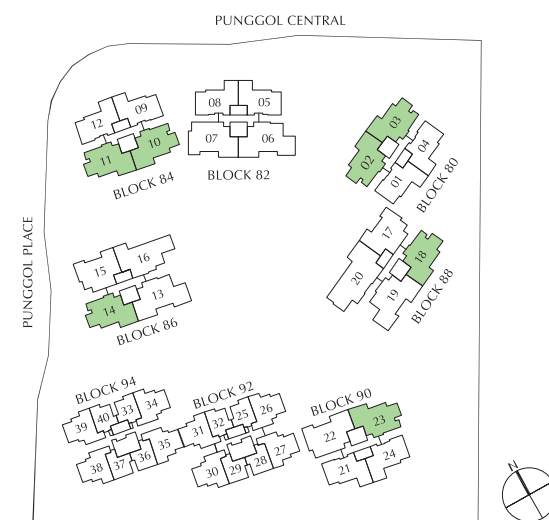 PUNGGOL CENTRAL
PUNGGOL PLACE
12 09
11 10
BLOCK 84
08 05
07 06
BLOCK 82
03
02 04
01
BLOCK 80
15 16
14 13
BLOCK 86
17
18
20
19
BLOCK 88
BLOCK 94
39 40 33 34
38 37 36 35
BLOCK 92
31 32 25 26
30 29 28 27
BLOCK 90
22 23
21 24
N